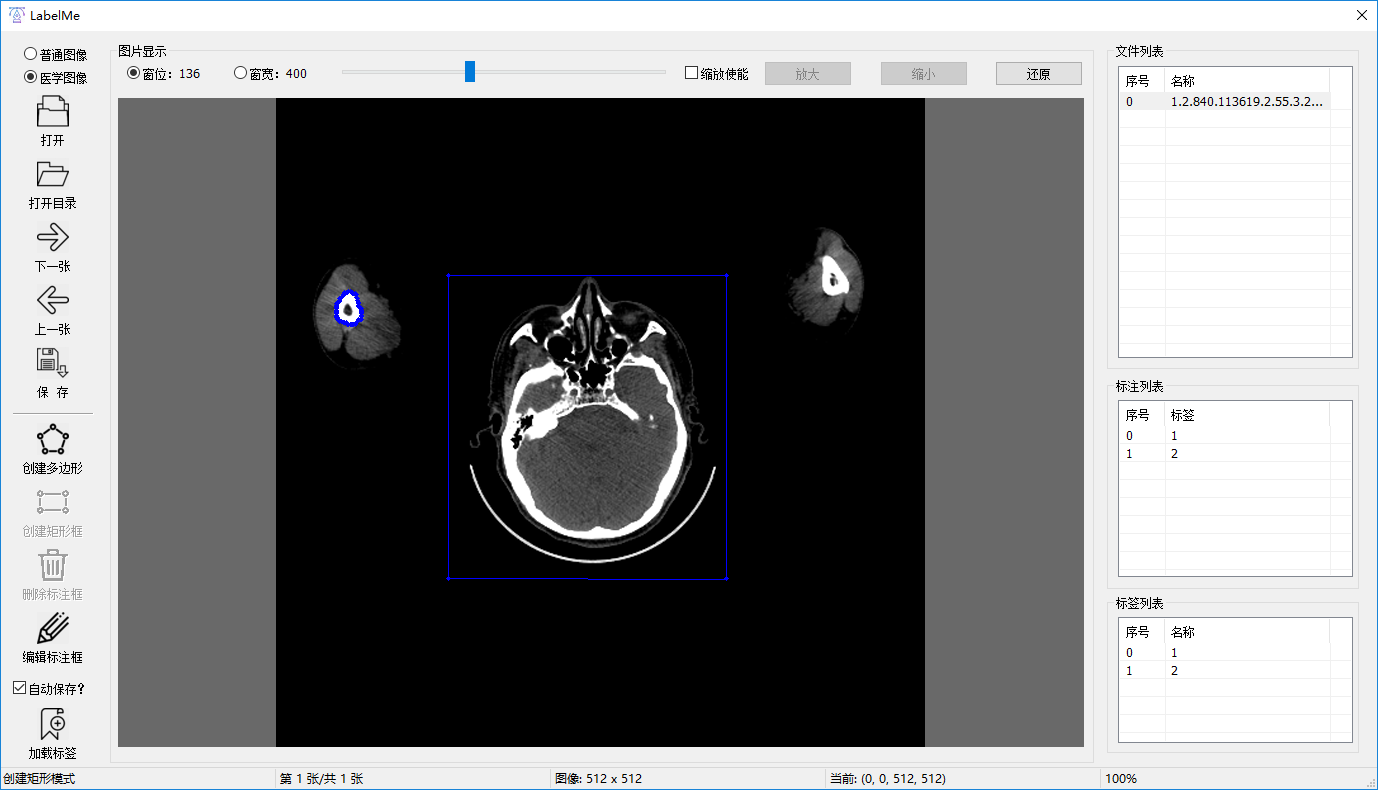 LabelMe
普通图像
医学图像
打开
打开目录
下一张
上一张
保 存
创建多边形
创建矩形框
删除标注框
编辑标注框
自动保存?
加载标签
图片显示
窗位: 136
窗宽: 400
缩放使能
放大
缩小
还原
文件列表
序号 名称
0 1.2.840.113619.2.55.3.2...
标注列表
序号 标签
0 1
1 2
标签列表
序号 名称
0 1
1 2
创建矩形模式
第 1 张/共 1 张
图像: 512 x 512
当前: (0, 0, 512, 512)
100%